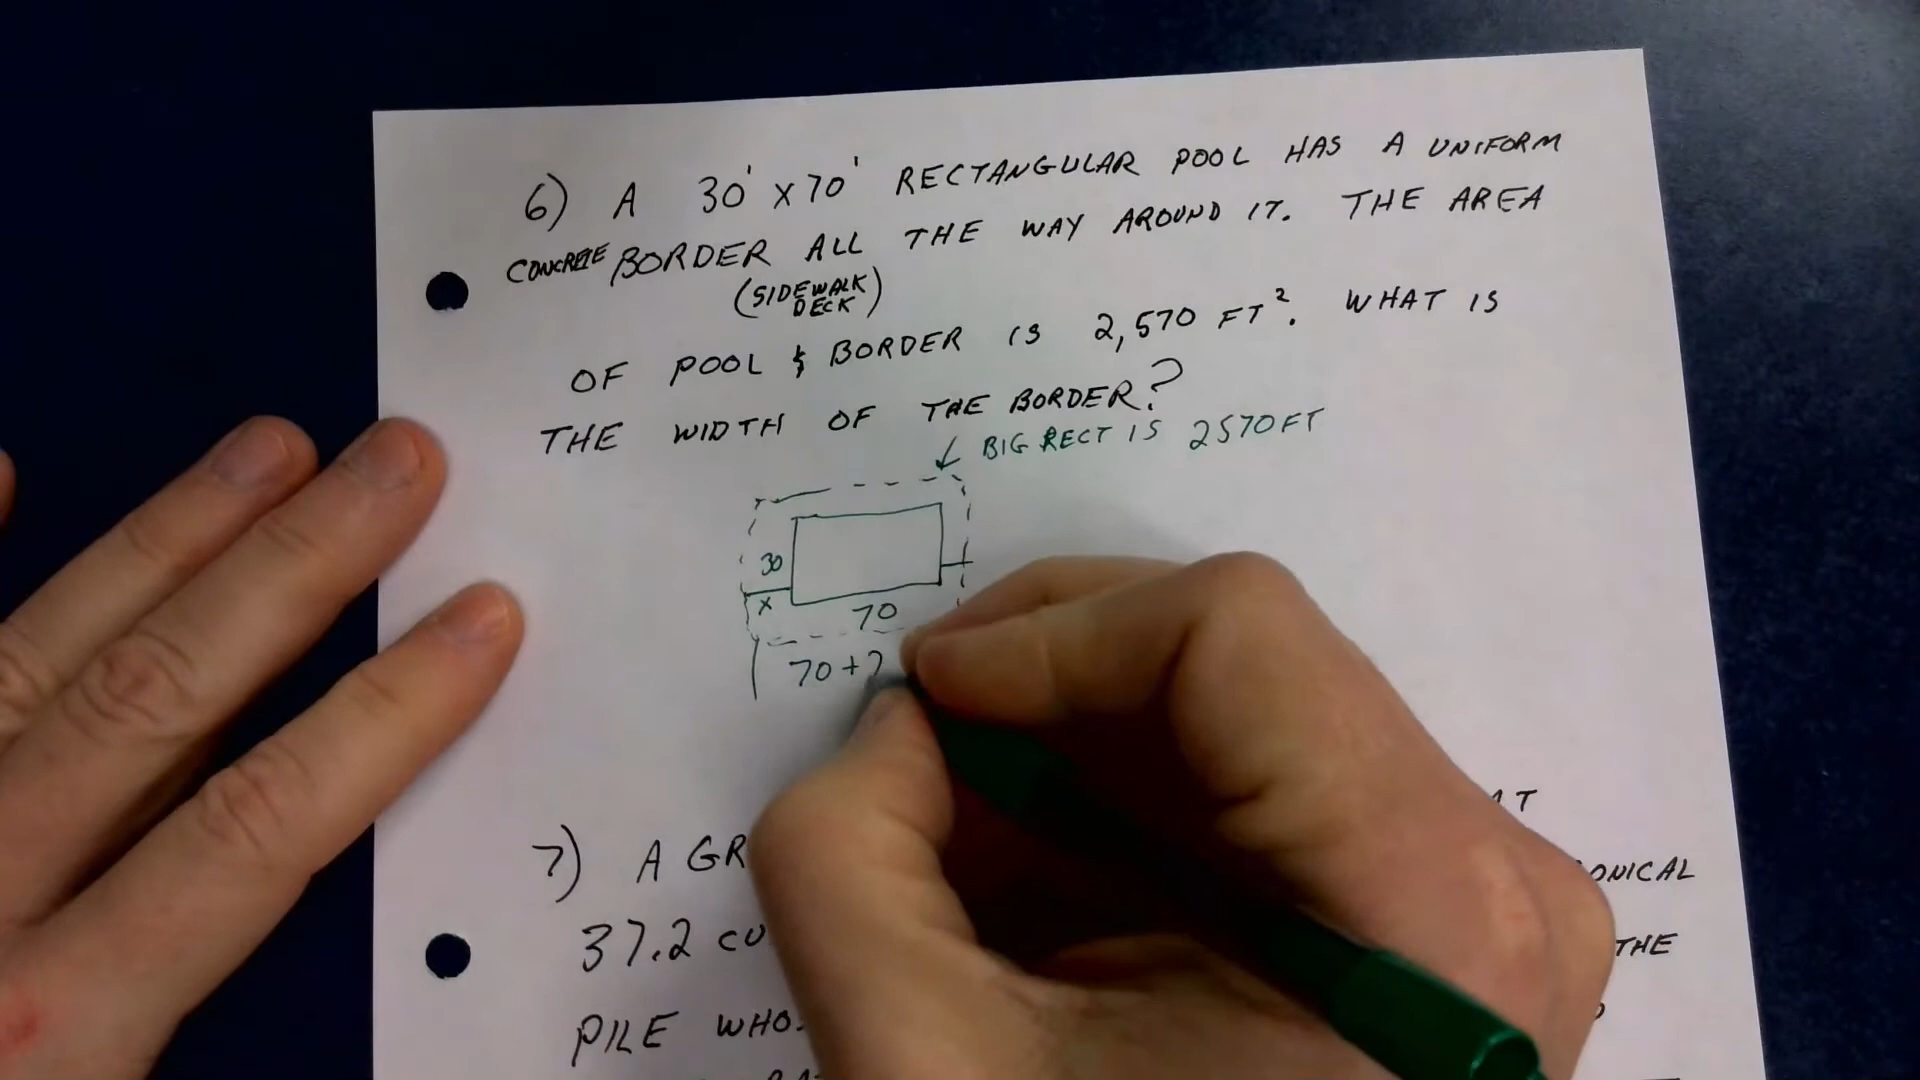 6) A 30' x 70' RECTANGULAR POOL HAS A UNIFORM
CONCRETE BORDER ALL THE WAY AROUND IT. THE AREA
(SIDEWALK
DECK)
OF POOL & BORDER IS 2,570 FT². WHAT IS
THE WIDTH OF THE BORDER?
↙ BIG RECT IS 2570FT
30
x
70
70+2
7) A GR
37.2 CU
THE
PILE